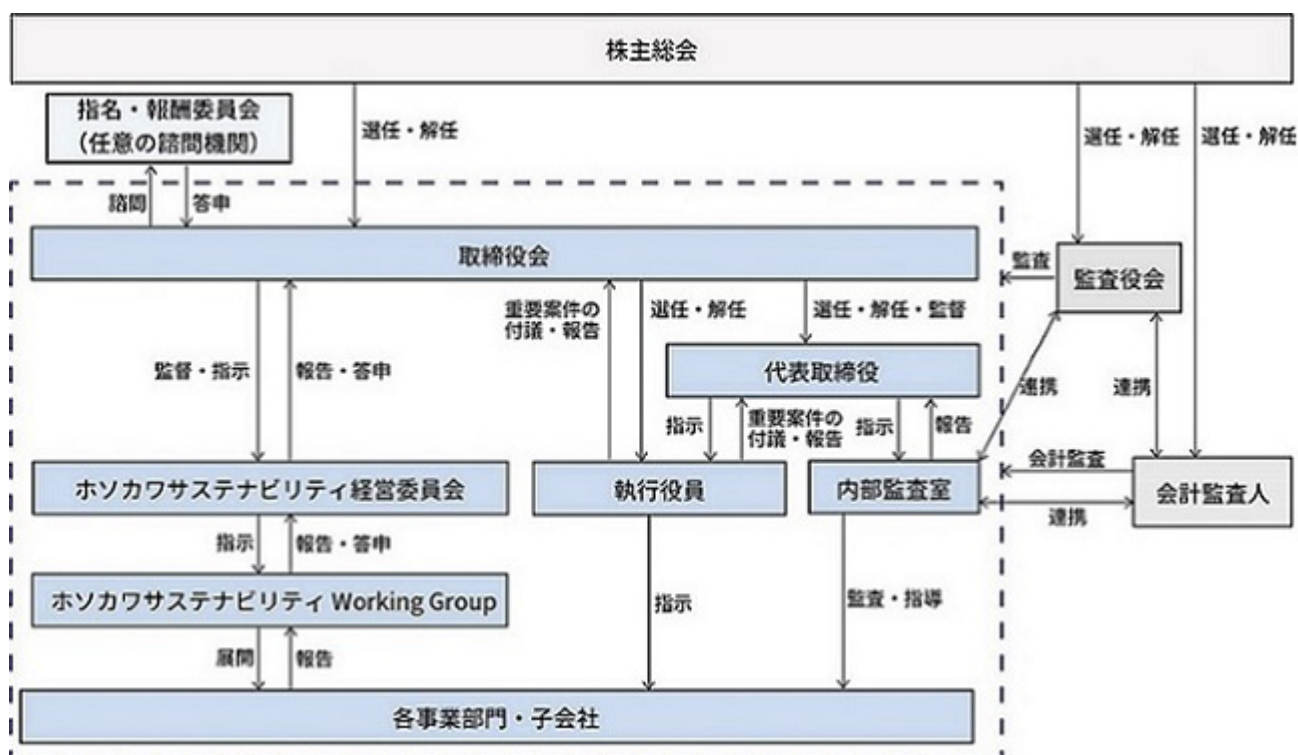 株主総会
指名・報酬委員会
（任意の諮問機関）
選任・解任
選任・解任
選任・解任
諮問
答申
取締役会
監査
監査役会
重要案件の
付議・報告
選任・解任
選任・解任・監督
監督・指示
報告・答申
代表取締役
連携
連携
指示
重要案件の
付議・報告
指示
報告
ホソカワサステナビリティ経営委員会
執行役員
内部監査室
会計監査
会計監査人
連携
指示
報告・答申
ホソカワサステナビリティ Working Group
指示
監査・指導
展開
報告
各事業部門・子会社